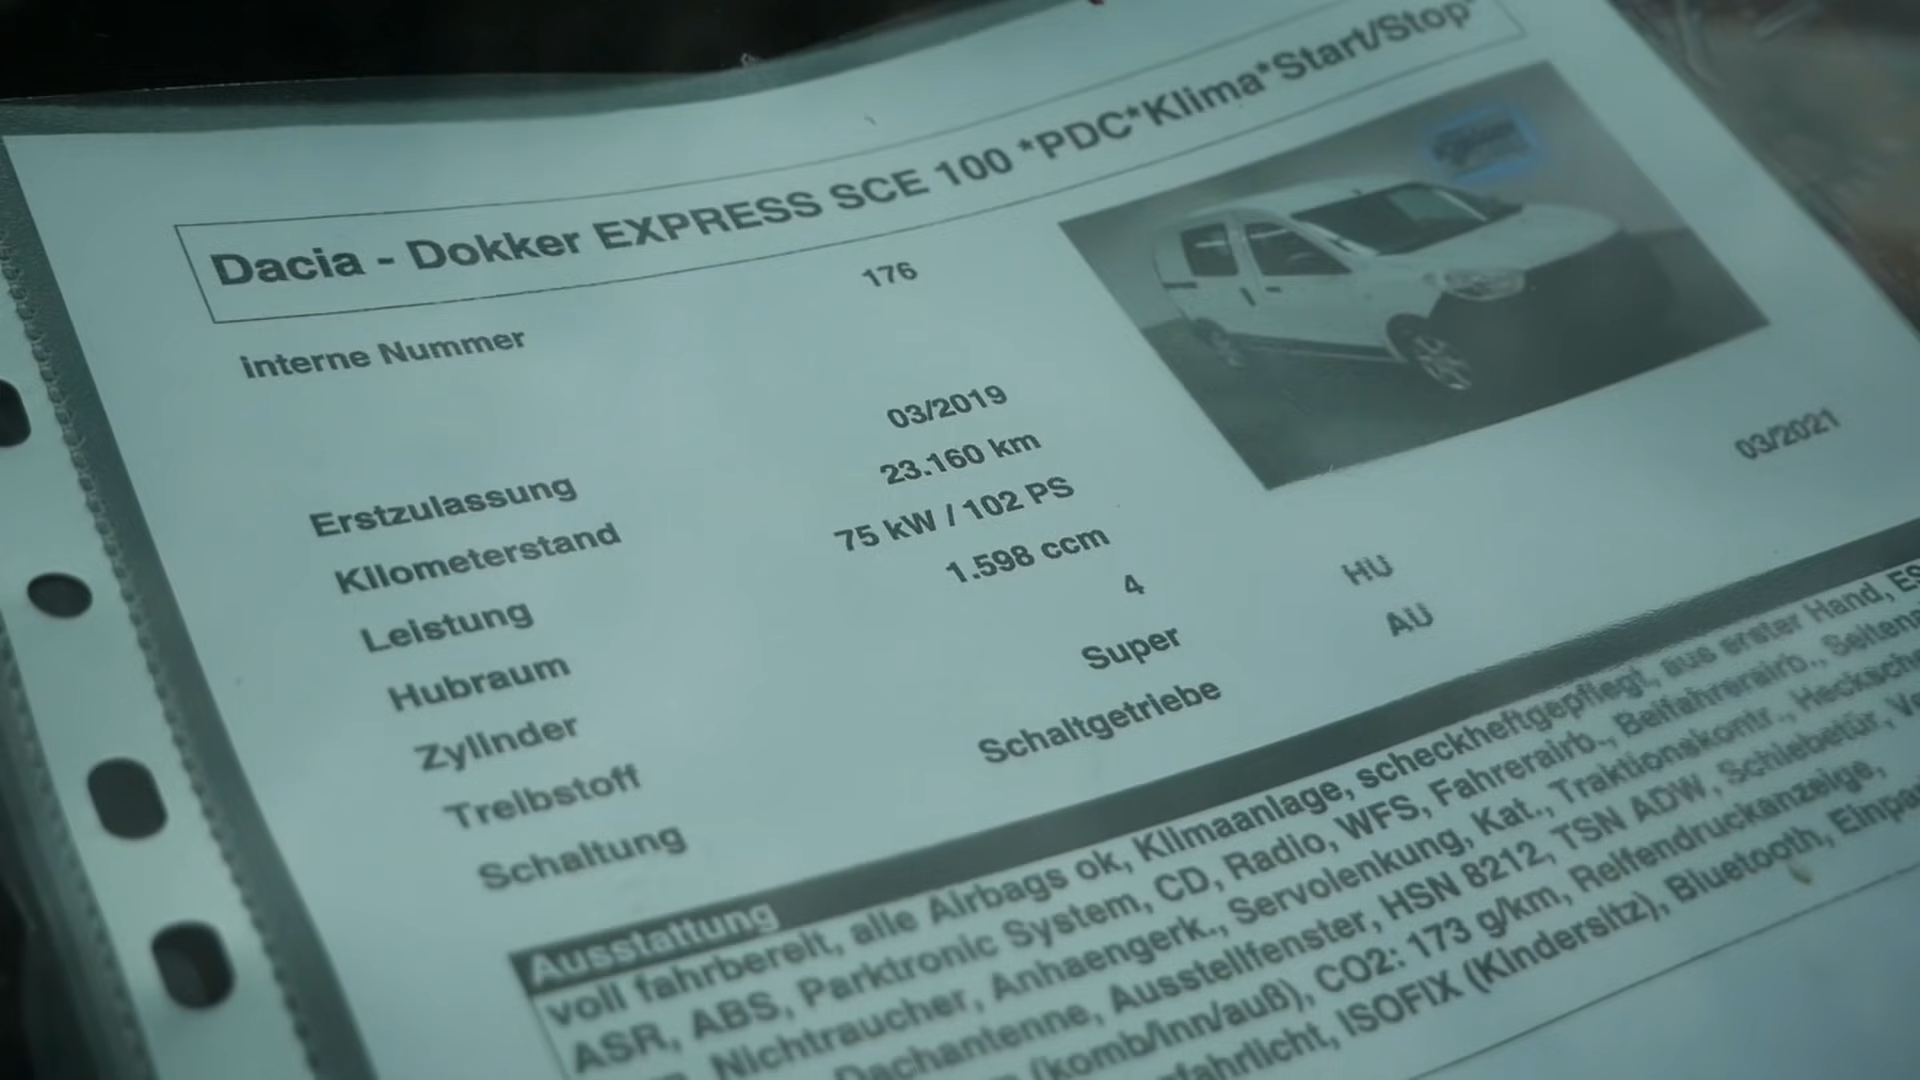 Dacia - Dokker EXPRESS SCE 100 *PDC*Klima*Start/Stop*
interne Nummer 176
Erstzulassung 03/2019
Kilometerstand 23.160 km
Leistung 75 kW / 102 PS
Hubraum 1.598 ccm
Zylinder 4
Treibstoff Super HU 03/2021
Schaltung Schaltgetriebe AU
Ausstattung
voll fahrbereit, alle Airbags ok, Klimaanlage, scheckheftgepflegt, aus erster Hand,
ASR, ABS, Parktronic System, CD, Radio, WFS, Fahrerairb., Beifahrerairb.,
Nichtraucher, Anhaengerk., Servolenkung, Kat., Traktionskontr.,
Dachantenne, Ausstellfenster, HSN 8212, TSN ADW, Schiebetür,
(komb/inn/auß), CO2: 173 g/km, Reifendruckanzeige,
ISOFIX (Kindersitz), Bluetooth,